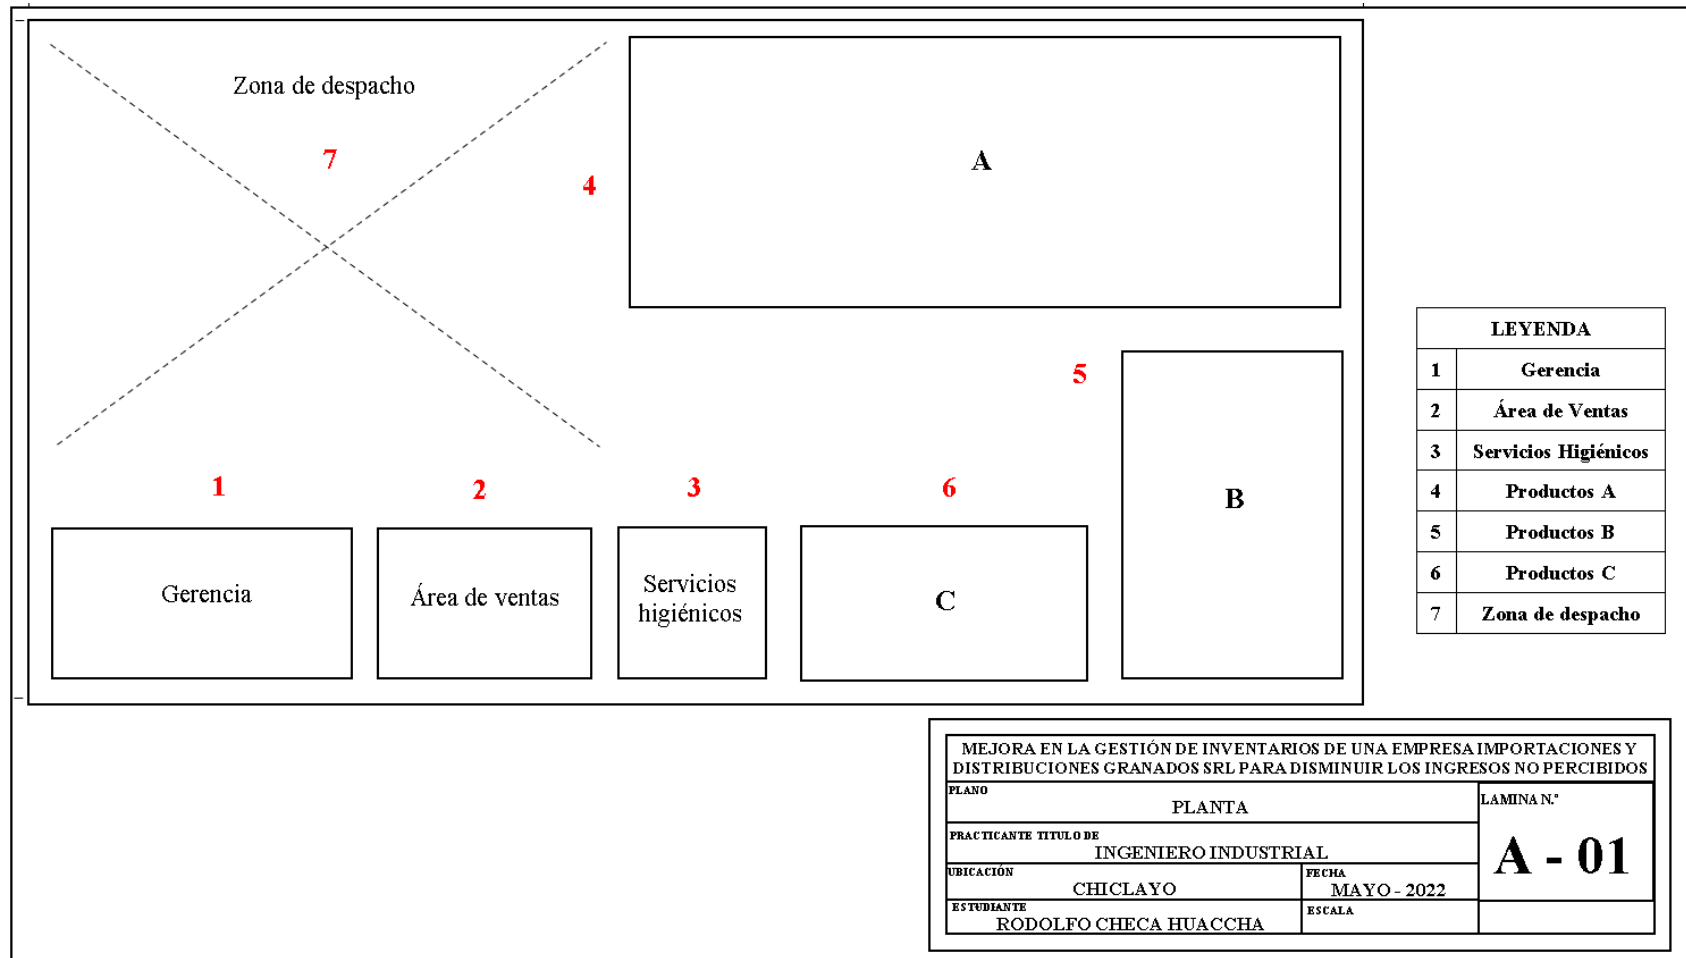 Zona de despacho
7
4
A
5
1
2
3
6
B
Gerencia
Área de ventas
Servicios
higiénicos
C
LEYENDA
1 Gerencia
2 Área de Ventas
3 Servicios Higiénicos
4 Productos A
5 Productos B
6 Productos C
7 Zona de despacho
MEJORA EN LA GESTIÓN DE INVENTARIOS DE UNA EMPRESA IMPORTACIONES Y
DISTRIBUCIONES GRANADOS SRL PARA DISMINUIR LOS INGRESOS NO PERCIBIDOS
PLANO
PLANTA
LAMINA N.°
A - 01
PRACTICANTE TITULO DE
INGENIERO INDUSTRIAL
UBICACIÓN
CHICLAYO
FECHA
MAYO - 2022
ESTUDIANTE
RODOLFO CHECA HUACCHA
ESCALA